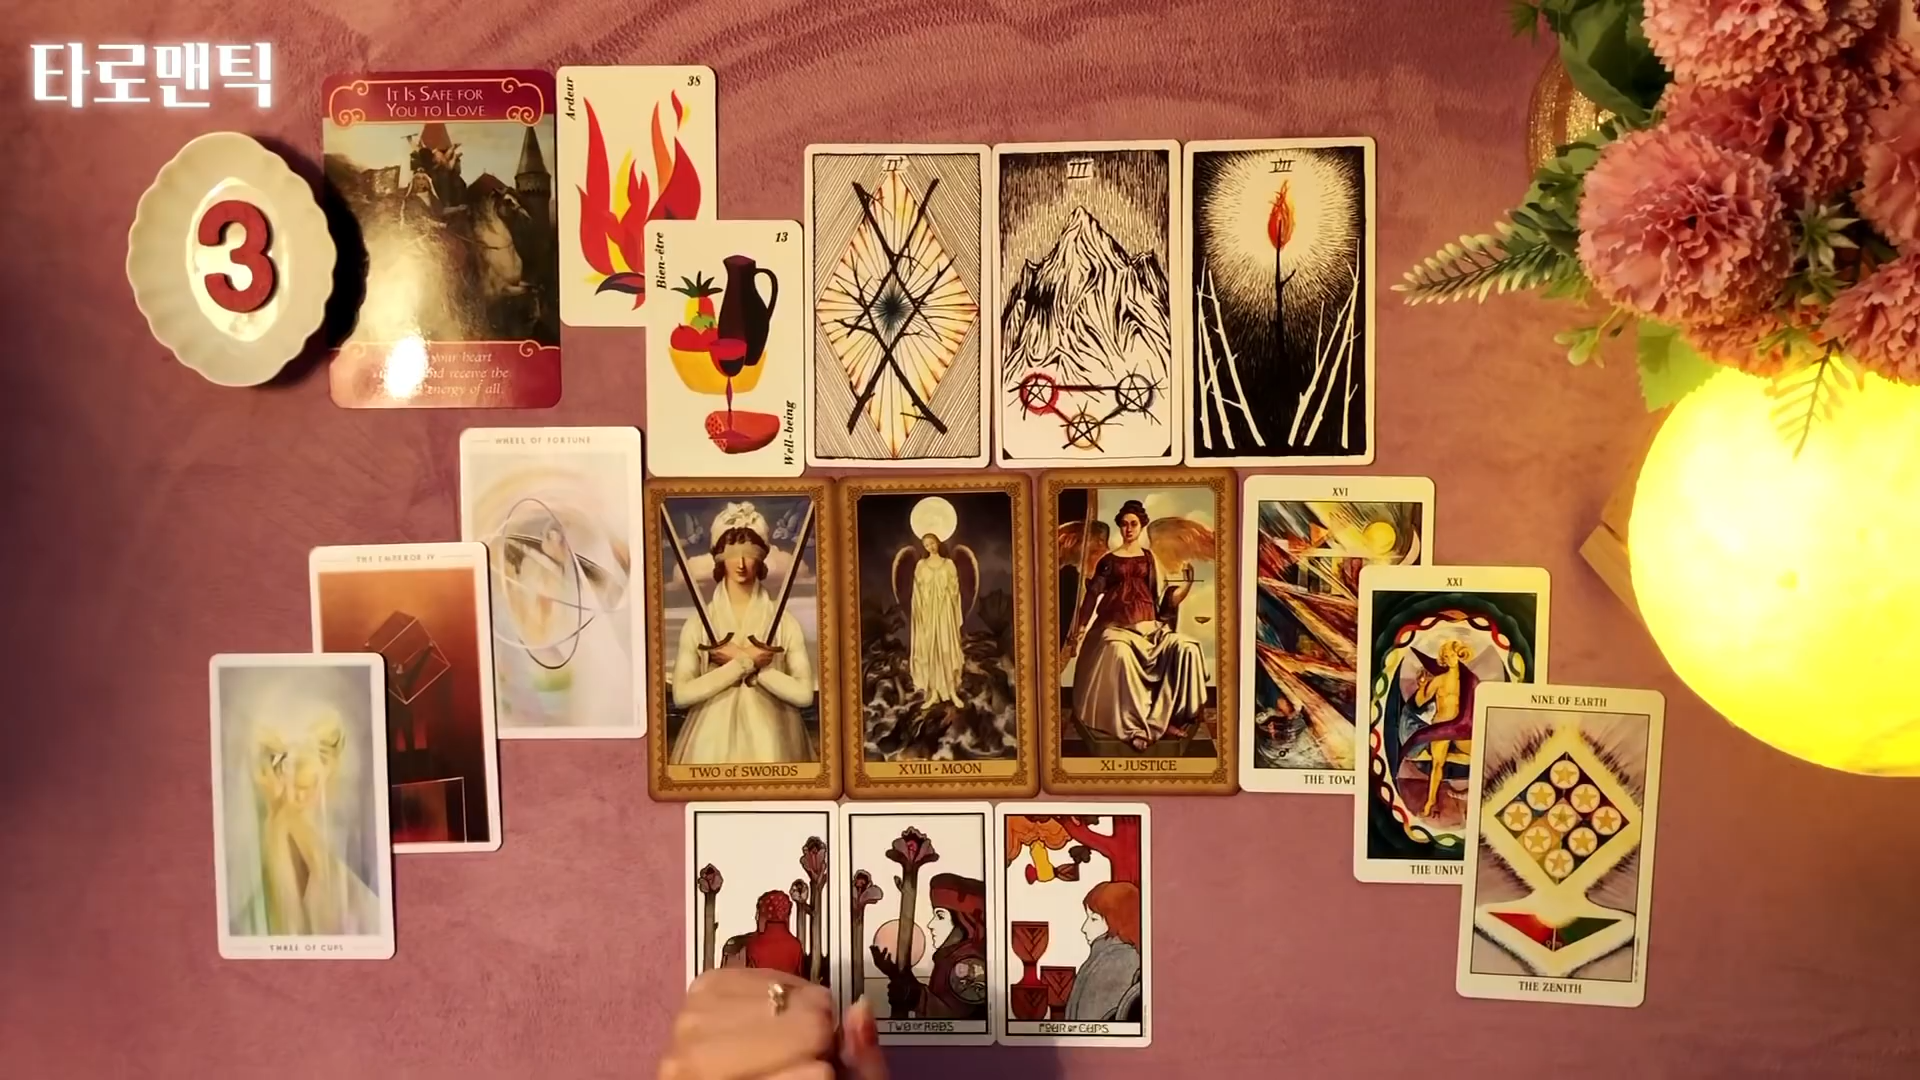 타로맨틱
3
IT IS SAFE FOR
YOU TO LOVE
your heart
and receive the
energy of all.
Ardeur
38
Bien-être
13
Well-being
III
WHEEL OF FORTUNE
THE EMPEROR IV
THREE OF CUPS
TWO of SWORDS
XVIII • MOON
XI • JUSTICE
XVI
THE TOW
XXI
THE UNIV
NINE OF EARTH
THE ZENITH
TWO OF RODS
FOUR OF CUPS